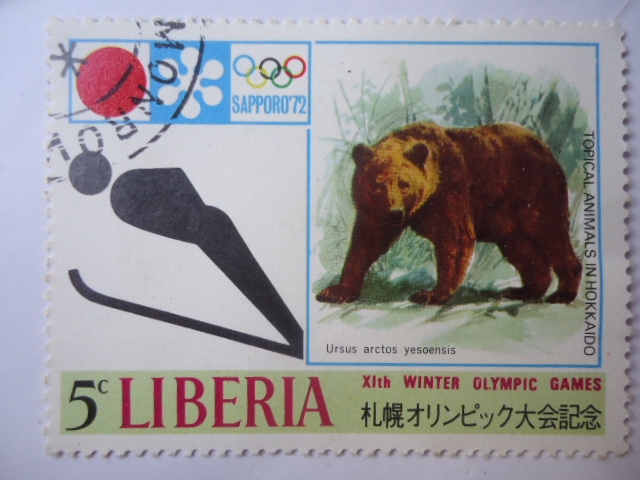 MONR
SAPPORO'72
TOPICAL ANIMALS IN HOKKAIDO
Ursus arctos yesoensis
5c LIBERIA
XIth WINTER OLYMPIC GAMES
札幌オリンピック大会記念